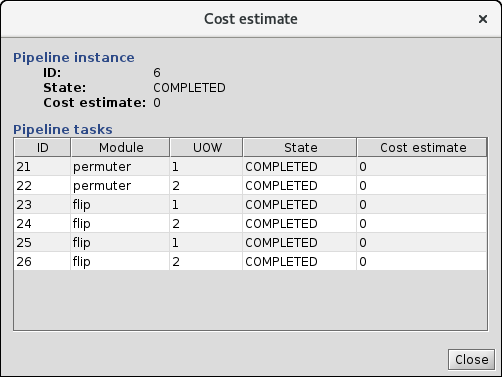 Cost estimate ×
Pipeline instance
ID: 6
State: COMPLETED
Cost estimate: 0
Pipeline tasks
ID Module UOW State Cost estimate
21 permuter 1 COMPLETED 0
22 permuter 2 COMPLETED 0
23 flip 1 COMPLETED 0
24 flip 2 COMPLETED 0
25 flip 1 COMPLETED 0
26 flip 2 COMPLETED 0
Close